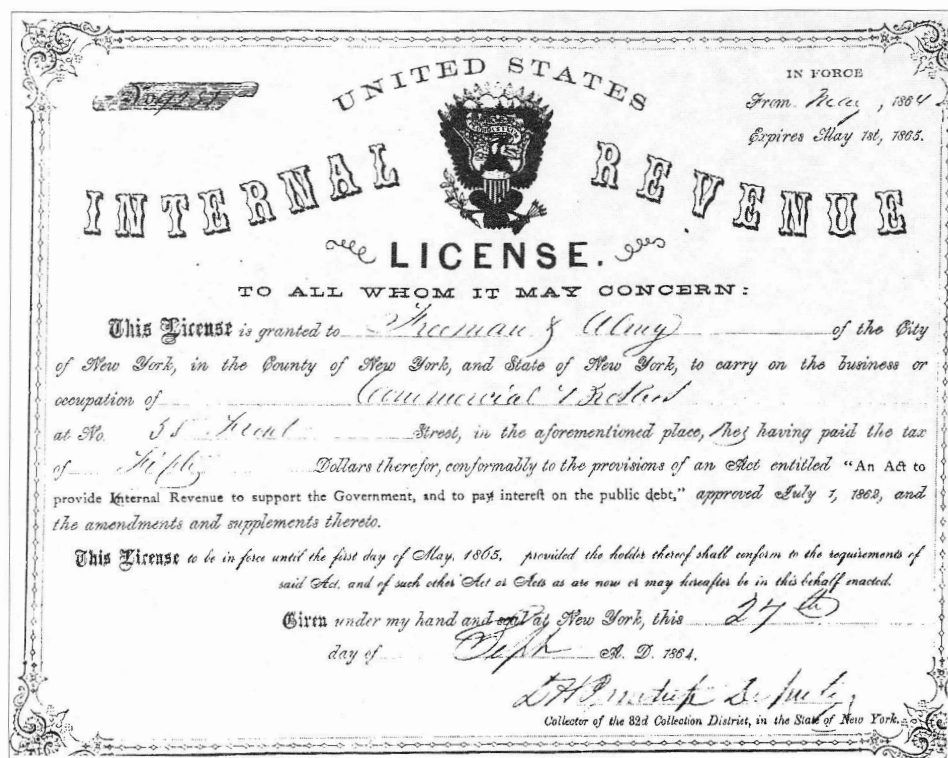 UNITED STATES
IN FORCE
From May, 1864.
Expires May 1st, 1865.
INTERNAL REVENUE
LICENSE.
TO ALL WHOM IT MAY CONCERN:
This License is granted to Freeman & Almy of the City
of New York, in the County of New York, and State of New York, to carry on the business or
occupation of Commercial Brokers
at No. Front Street, in the aforementioned place, they having paid the tax
of Fifty Dollars therefor, conformably to the provisions of an Act entitled "An Act to
provide Internal Revenue to support the Government, and to pay interest on the public debt," approved July 1, 1862, and
the amendments and supplements thereto.
This License to be in force until the first day of May, 1865, provided the holder thereof shall conform to the requirements of
said Act, and of such other Act or Acts as are now or may hereafter be in this behalf enacted.
Given under my hand and seal at New York, this 27th
day of Sept A. D. 1864.
Deputy
Collector of the 32d Collection District, in the State of New York.